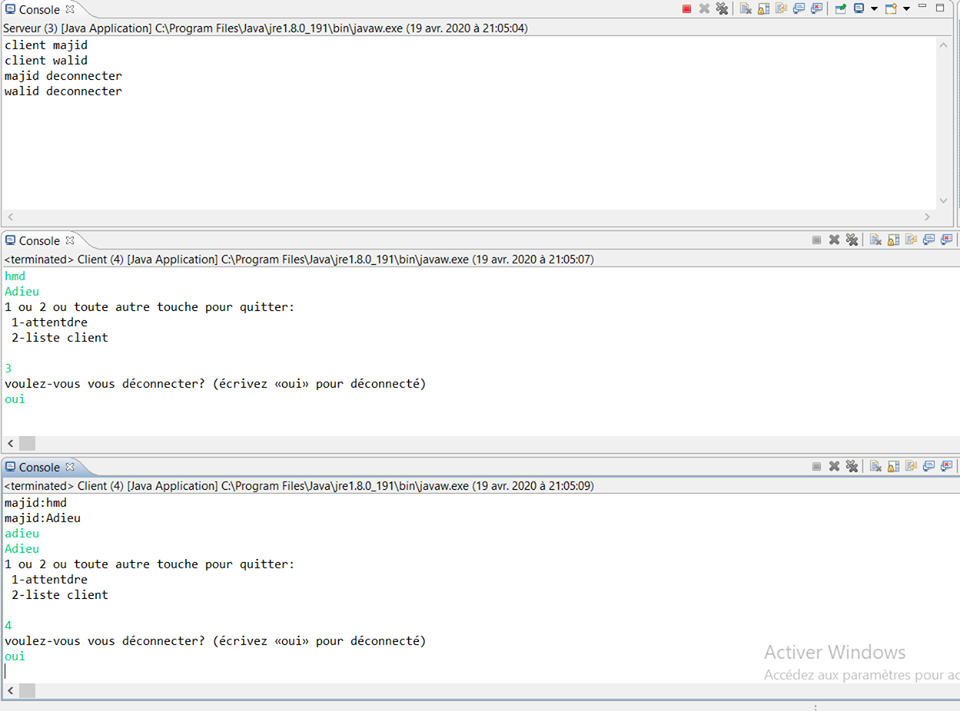 Console
Serveur (3) [Java Application] C:\Program Files\Java\jre1.8.0_191\bin\javaw.exe (19 avr. 2020 à 21:05:04)
client majid
client walid
majid deconnecter
walid deconnecter
Console
<terminated> Client (4) [Java Application] C:\Program Files\Java\jre1.8.0_191\bin\javaw.exe (19 avr. 2020 à 21:05:07)
hmd
Adieu
1 ou 2 ou toute autre touche pour quitter:
1-attentdre
2-liste client
3
voulez-vous vous déconnecter? (écrivez «oui» pour déconnecté)
oui
Console
<terminated> Client (4) [Java Application] C:\Program Files\Java\jre1.8.0_191\bin\javaw.exe (19 avr. 2020 à 21:05:09)
majid:hmd
majid:Adieu
adieu
Adieu
1 ou 2 ou toute autre touche pour quitter:
1-attentdre
2-liste client
4
voulez-vous vous déconnecter? (écrivez «oui» pour déconnecté)
oui
Activer Windows
Accédez aux paramètres pour ac